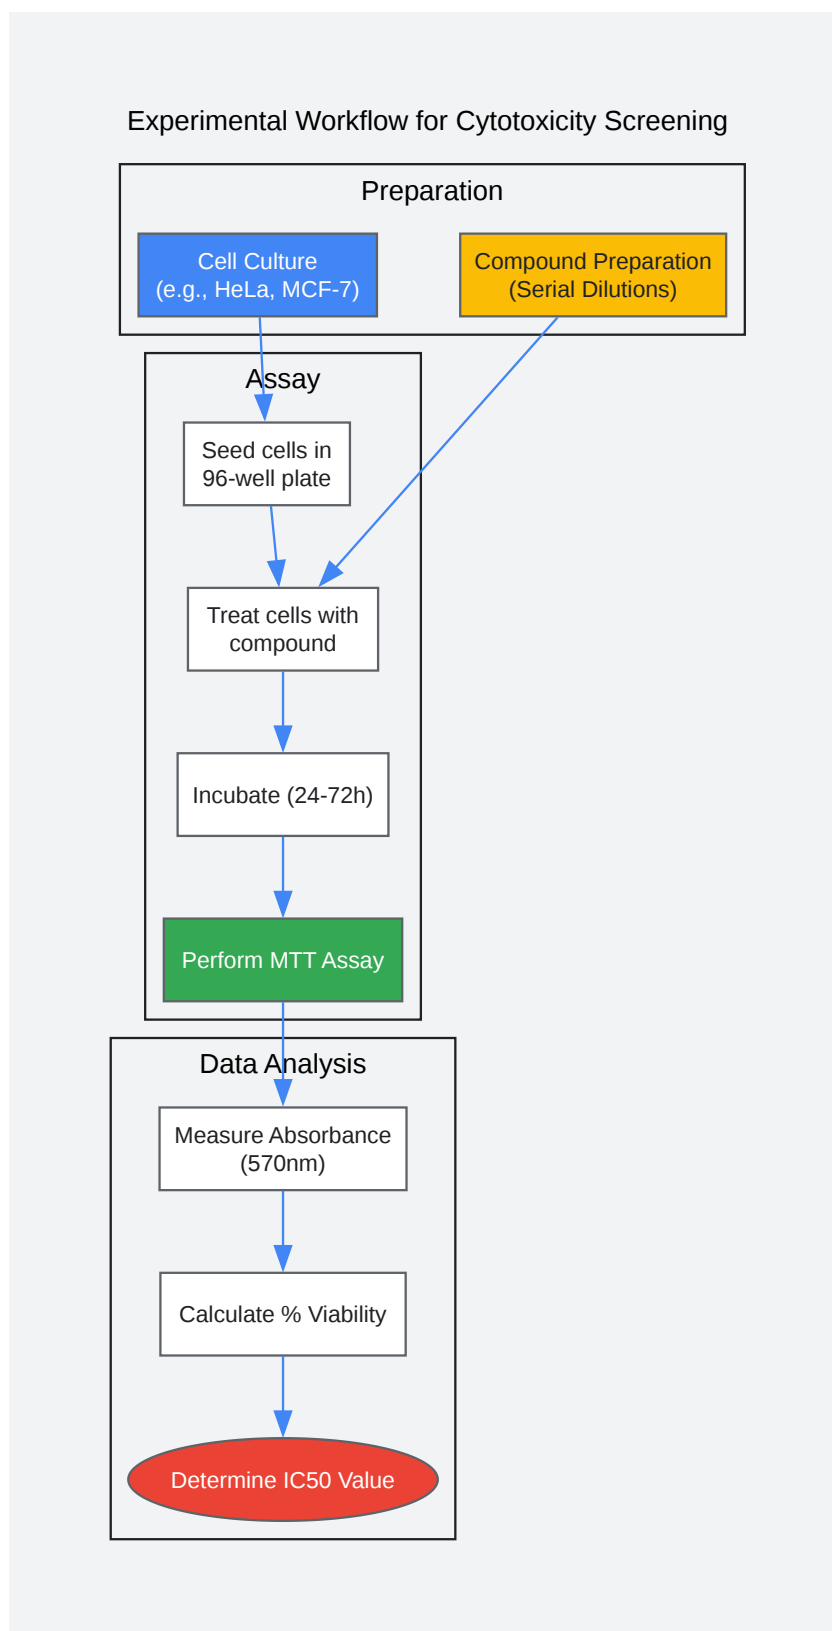 Experimental Workflow for Cytotoxicity Screening
Preparation
Cell Culture
(e.g., HeLa, MCF-7)
Compound Preparation
(Serial Dilutions)
Assay
Seed cells in
96-well plate
Treat cells with
compound
Incubate (24-72h)
Perform MTT Assay
Data Analysis
Measure Absorbance
(570nm)
Calculate % Viability
Determine IC50 Value